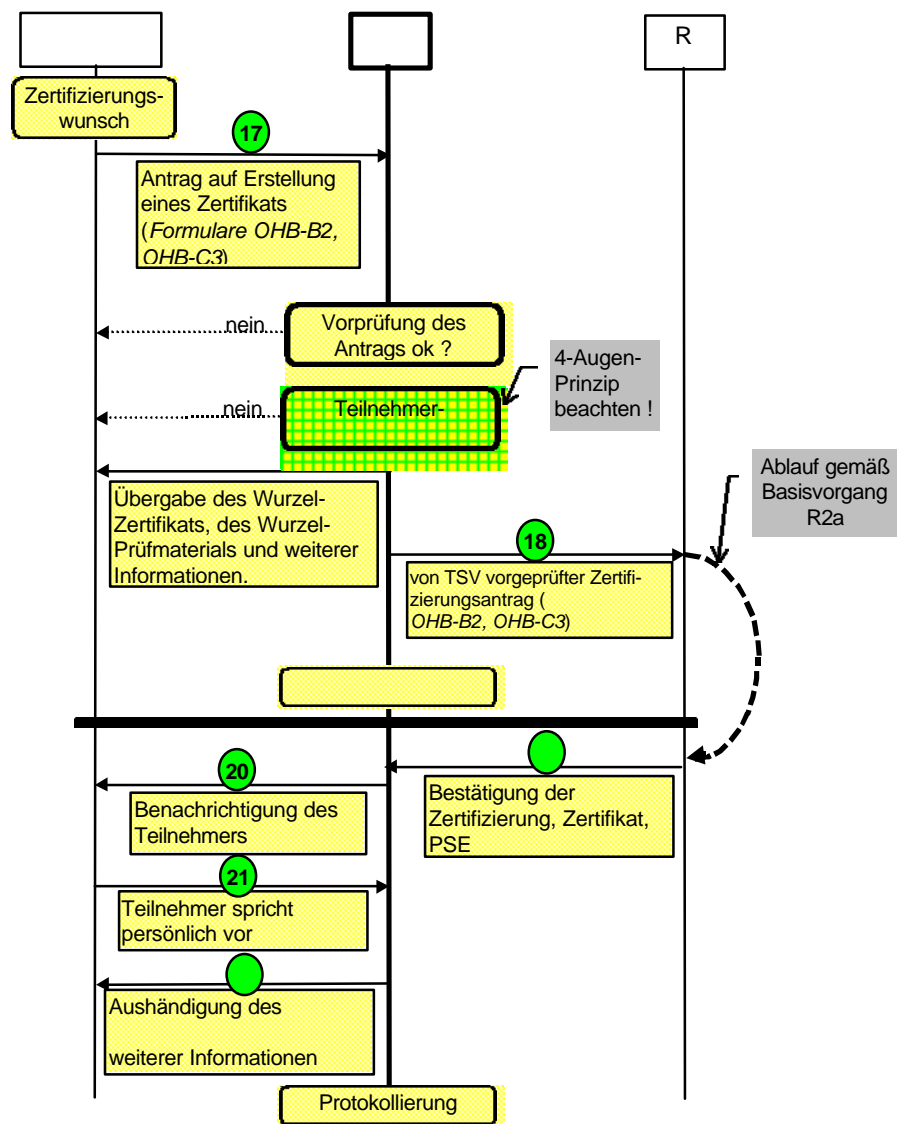 R
Zertifizierungs-
wunsch
17
Antrag auf Erstellung
eines Zertifikats
(Formulare OHB-B2,
OHB-C3)
nein
Vorprüfung des
Antrags ok ?
4-Augen-
Prinzip
beachten !
nein
Teilnehmer-
Ablauf gemäß
Basisvorgang
R2a
Übergabe des Wurzel-
Zertifikats, des Wurzel-
Prüfmaterials und weiterer
Informationen.
18
von TSV vorgeprüfter Zertifi-
zierungsantrag (
OHB-B2, OHB-C3)
20
Benachrichtigung des
Teilnehmers
Bestätigung der
Zertifizierung, Zertifikat,
PSE
21
Teilnehmer spricht
persönlich vor
Aushändigung des
weiterer Informationen
Protokollierung